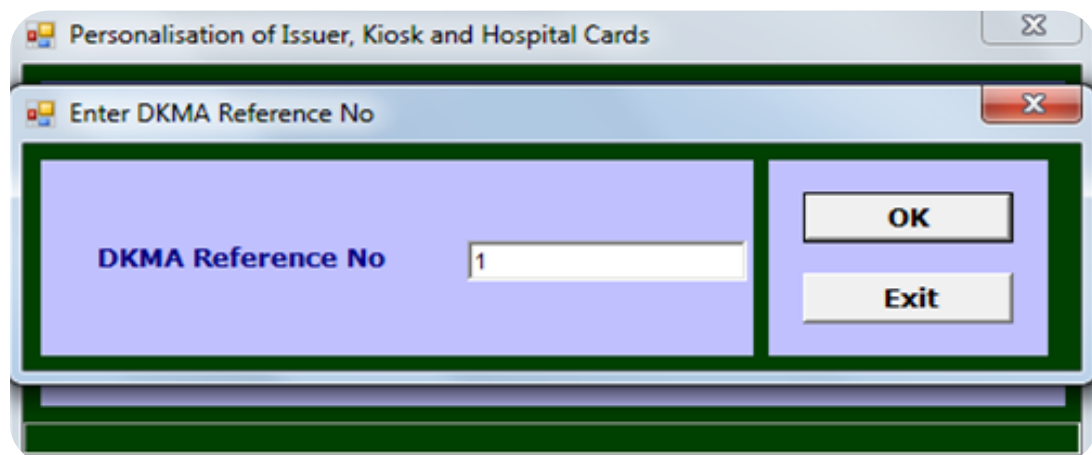 Personalisation of Issuer, Kiosk and Hospital Cards
Enter DKMA Reference No
DKMA Reference No 1
OK
Exit